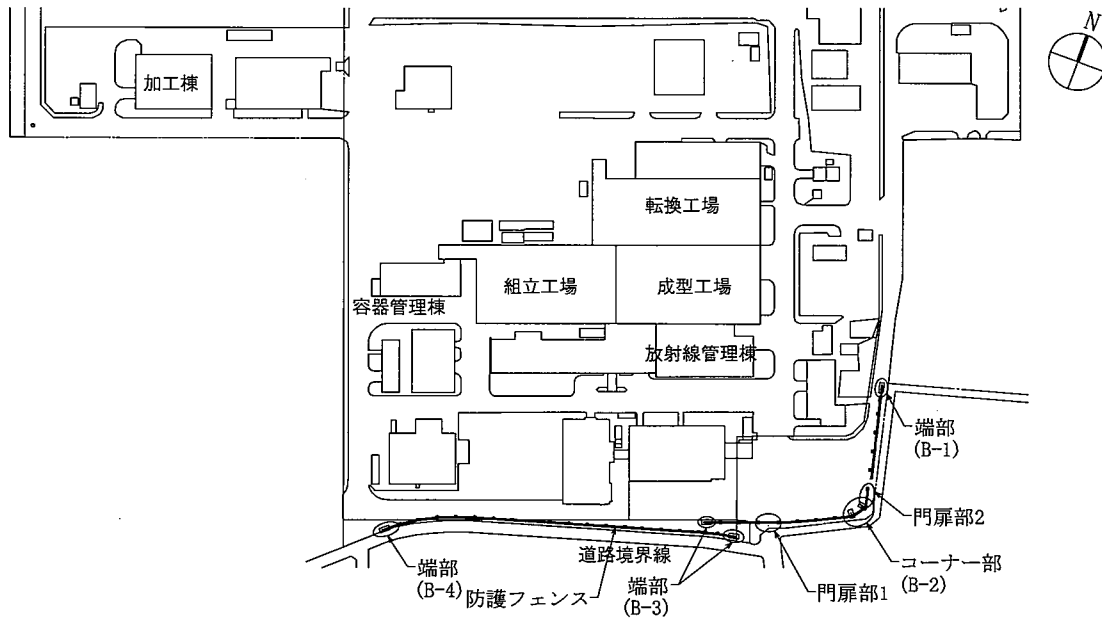 N
加工棟
転換工場
組立工場
成型工場
容器管理棟
放射線管理棟
端部
(B-1)
門扉部2
コーナー部
(B-2)
門扉部1
端部
(B-3)
道路境界線
防護フェンス
端部
(B-4)